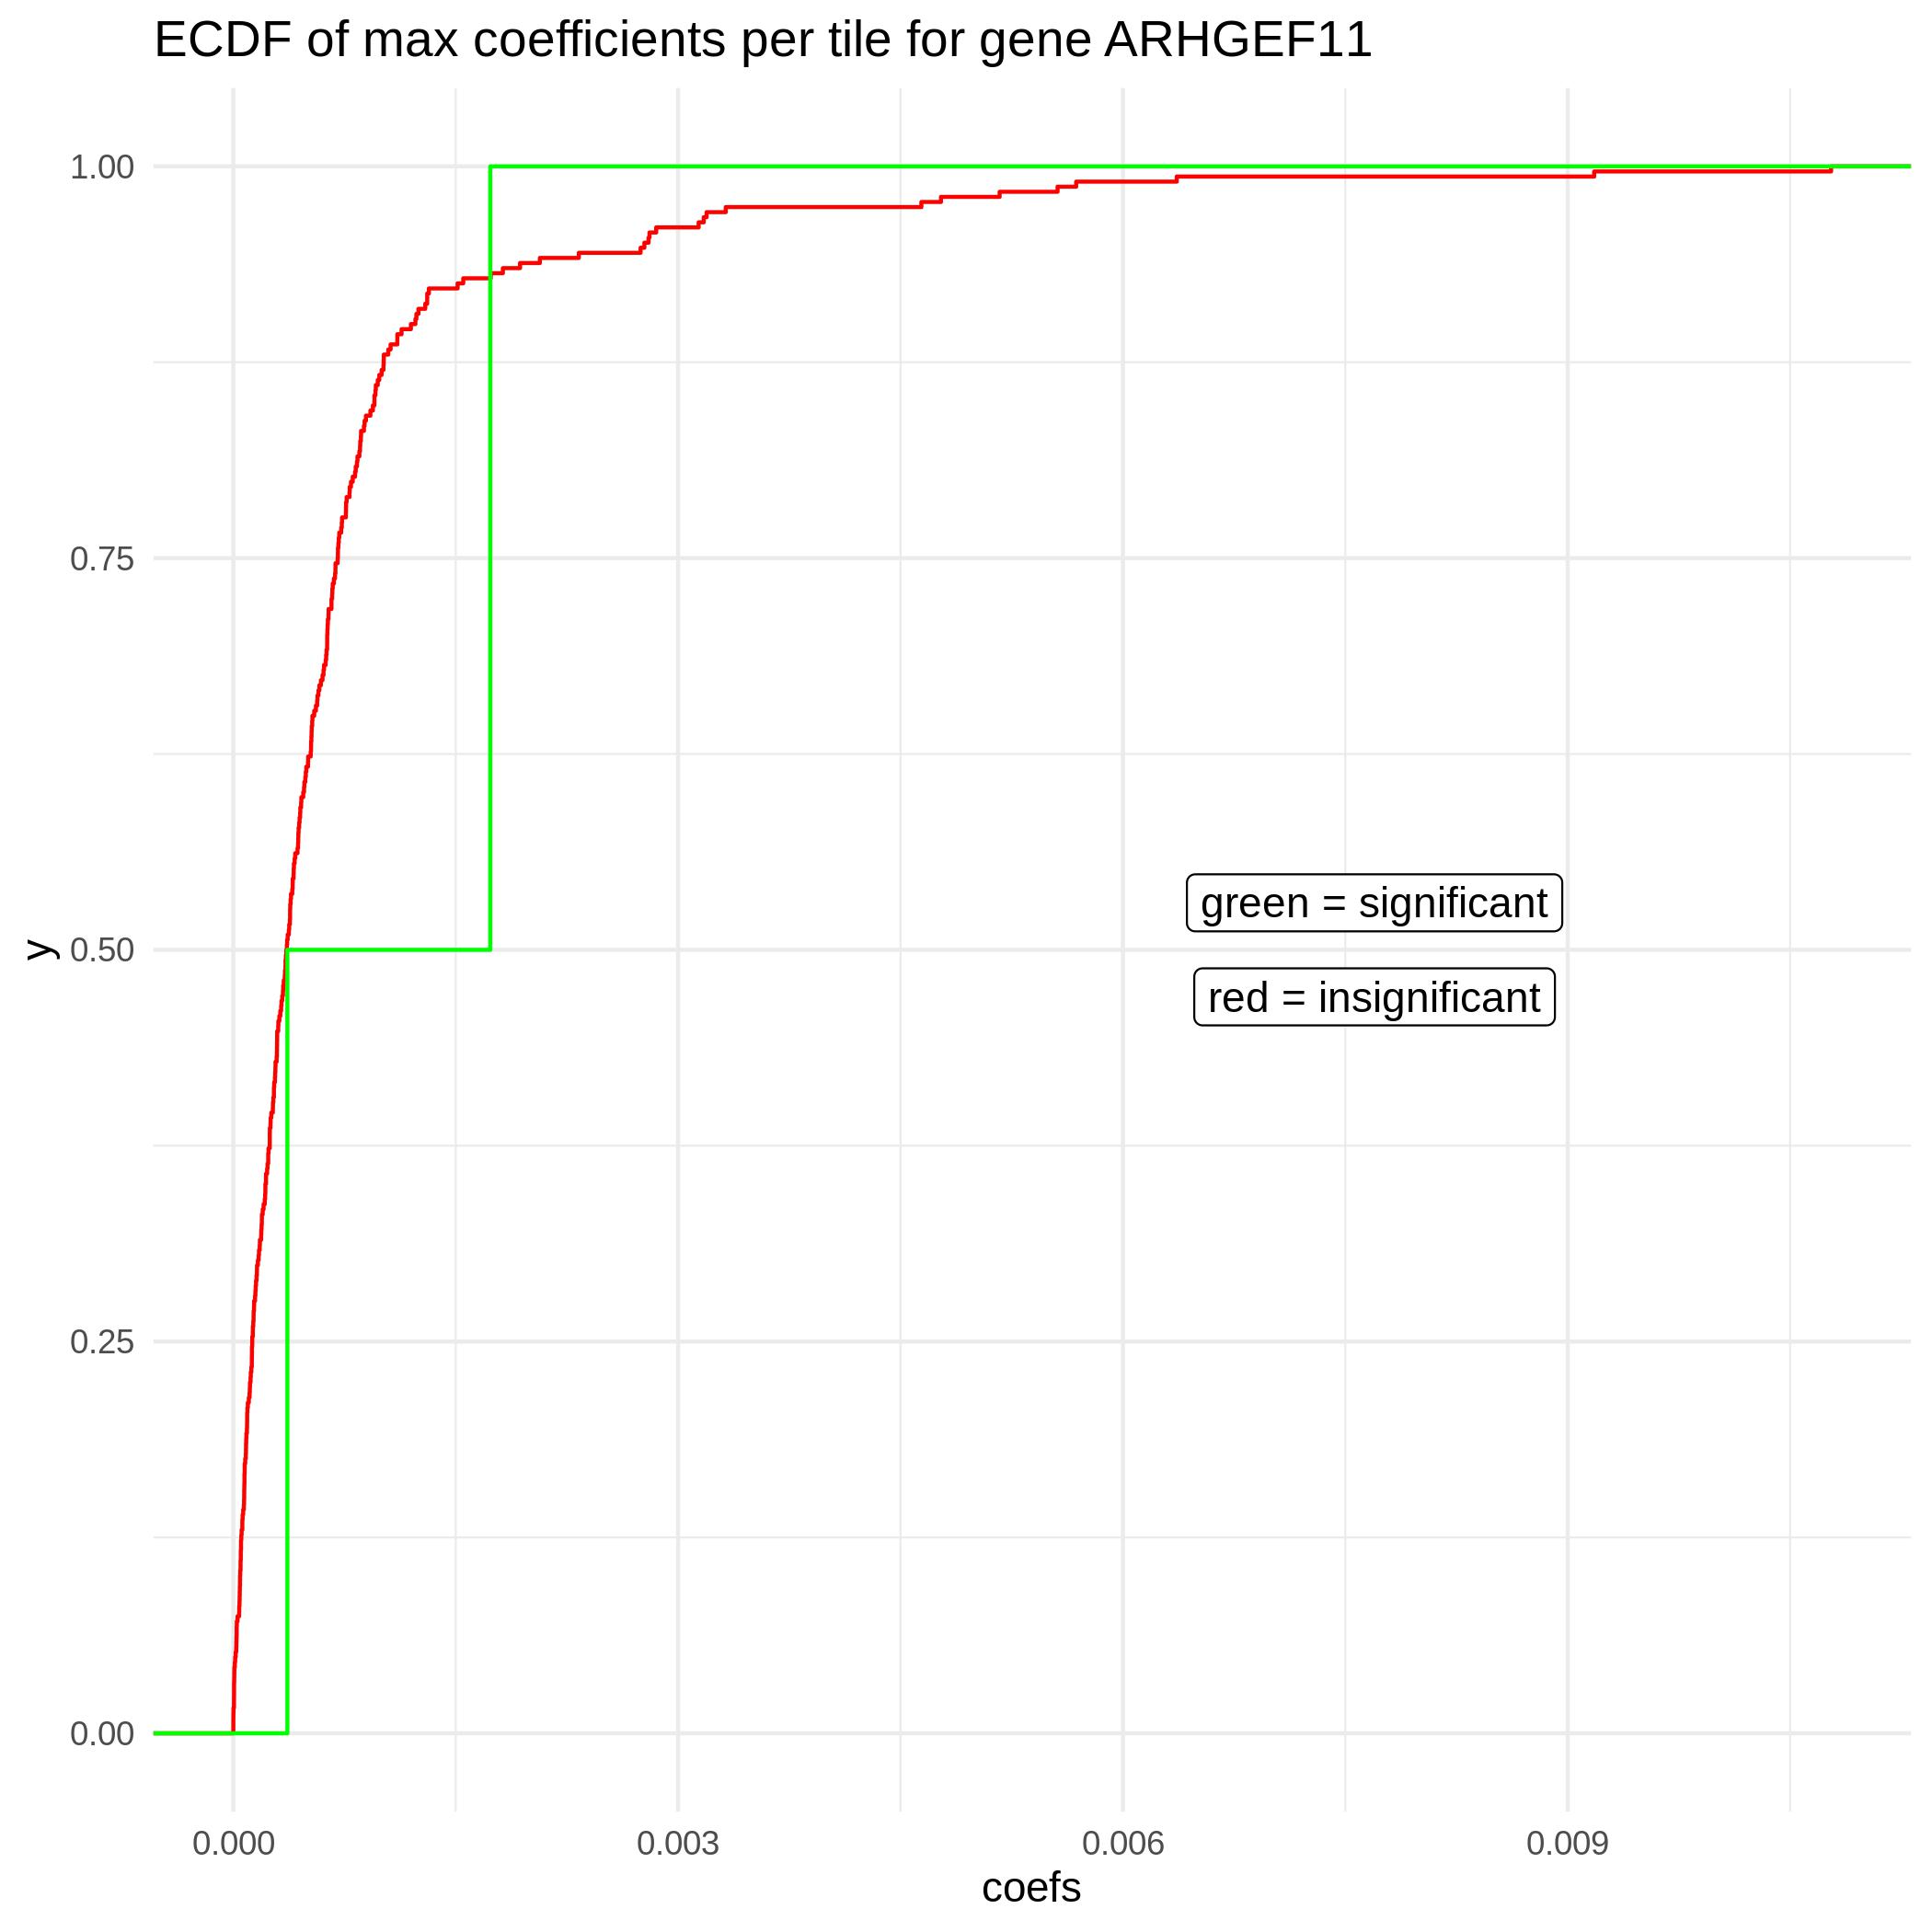 ECDF of max coefficients per tile for gene ARHGEF11
1.00
0.75
0.50
0.25
0.00
y
green = significant
red = insignificant
0.000
0.003
0.006
0.009
coefs